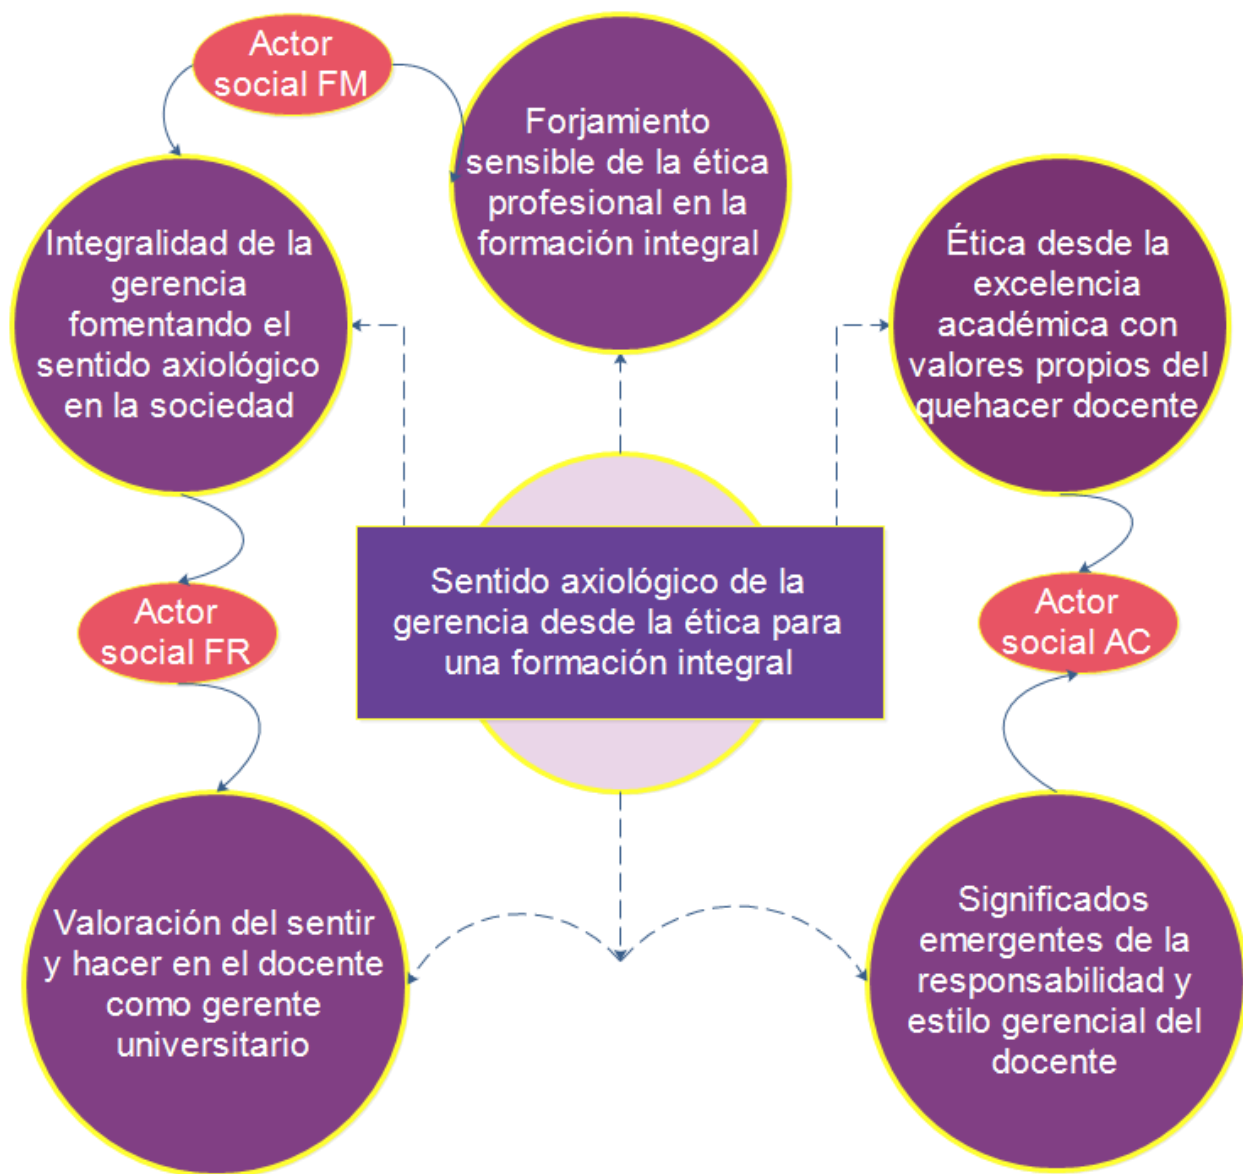 Actor
social FM
Forjamiento
sensible de la ética
profesional en la
formación integral
Integralidad de la
gerencia
fomentando el
sentido axiológico
en la sociedad
Ética desde la
excelencia
académica con
valores propios del
quehacer docente
Sentido axiológico de la
gerencia desde la ética para
una formación integral
Actor
social FR
Actor
social AC
Valoración del sentir
y hacer en el docente
como gerente
universitario
Significados
emergentes de la
responsabilidad y
estilo gerencial del
docente